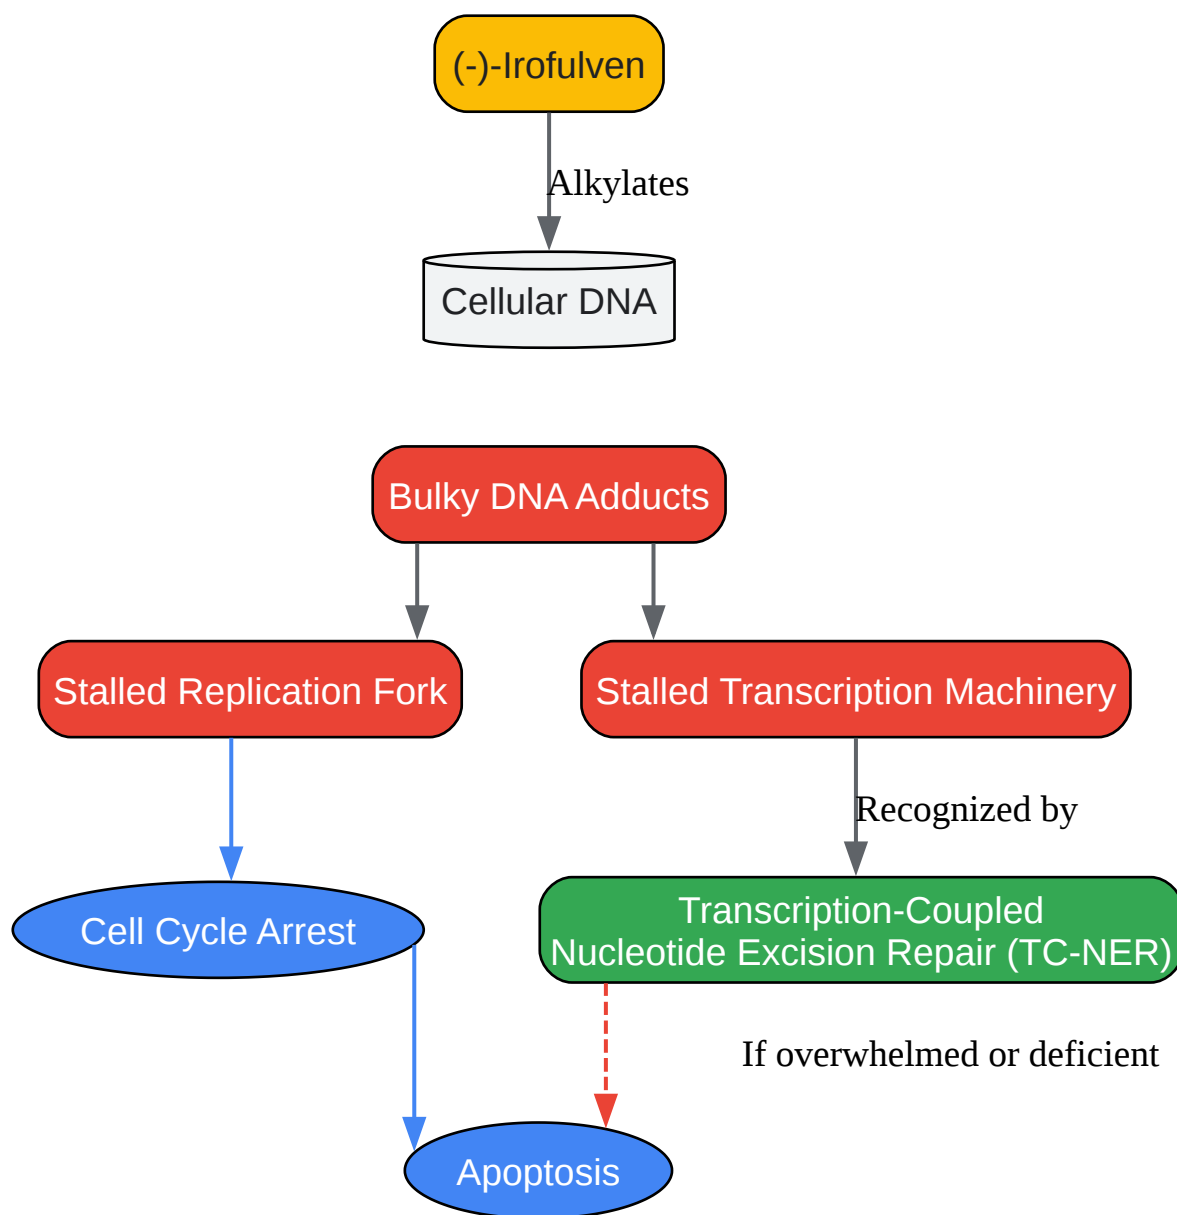 (-)-Irofulven
Alkylates
Cellular DNA
Bulky DNA Adducts
Stalled Replication Fork
Stalled Transcription Machinery
Recognized by
Cell Cycle Arrest
Transcription-Coupled
Nucleotide Excision Repair (TC-NER)
If overwhelmed or deficient
Apoptosis